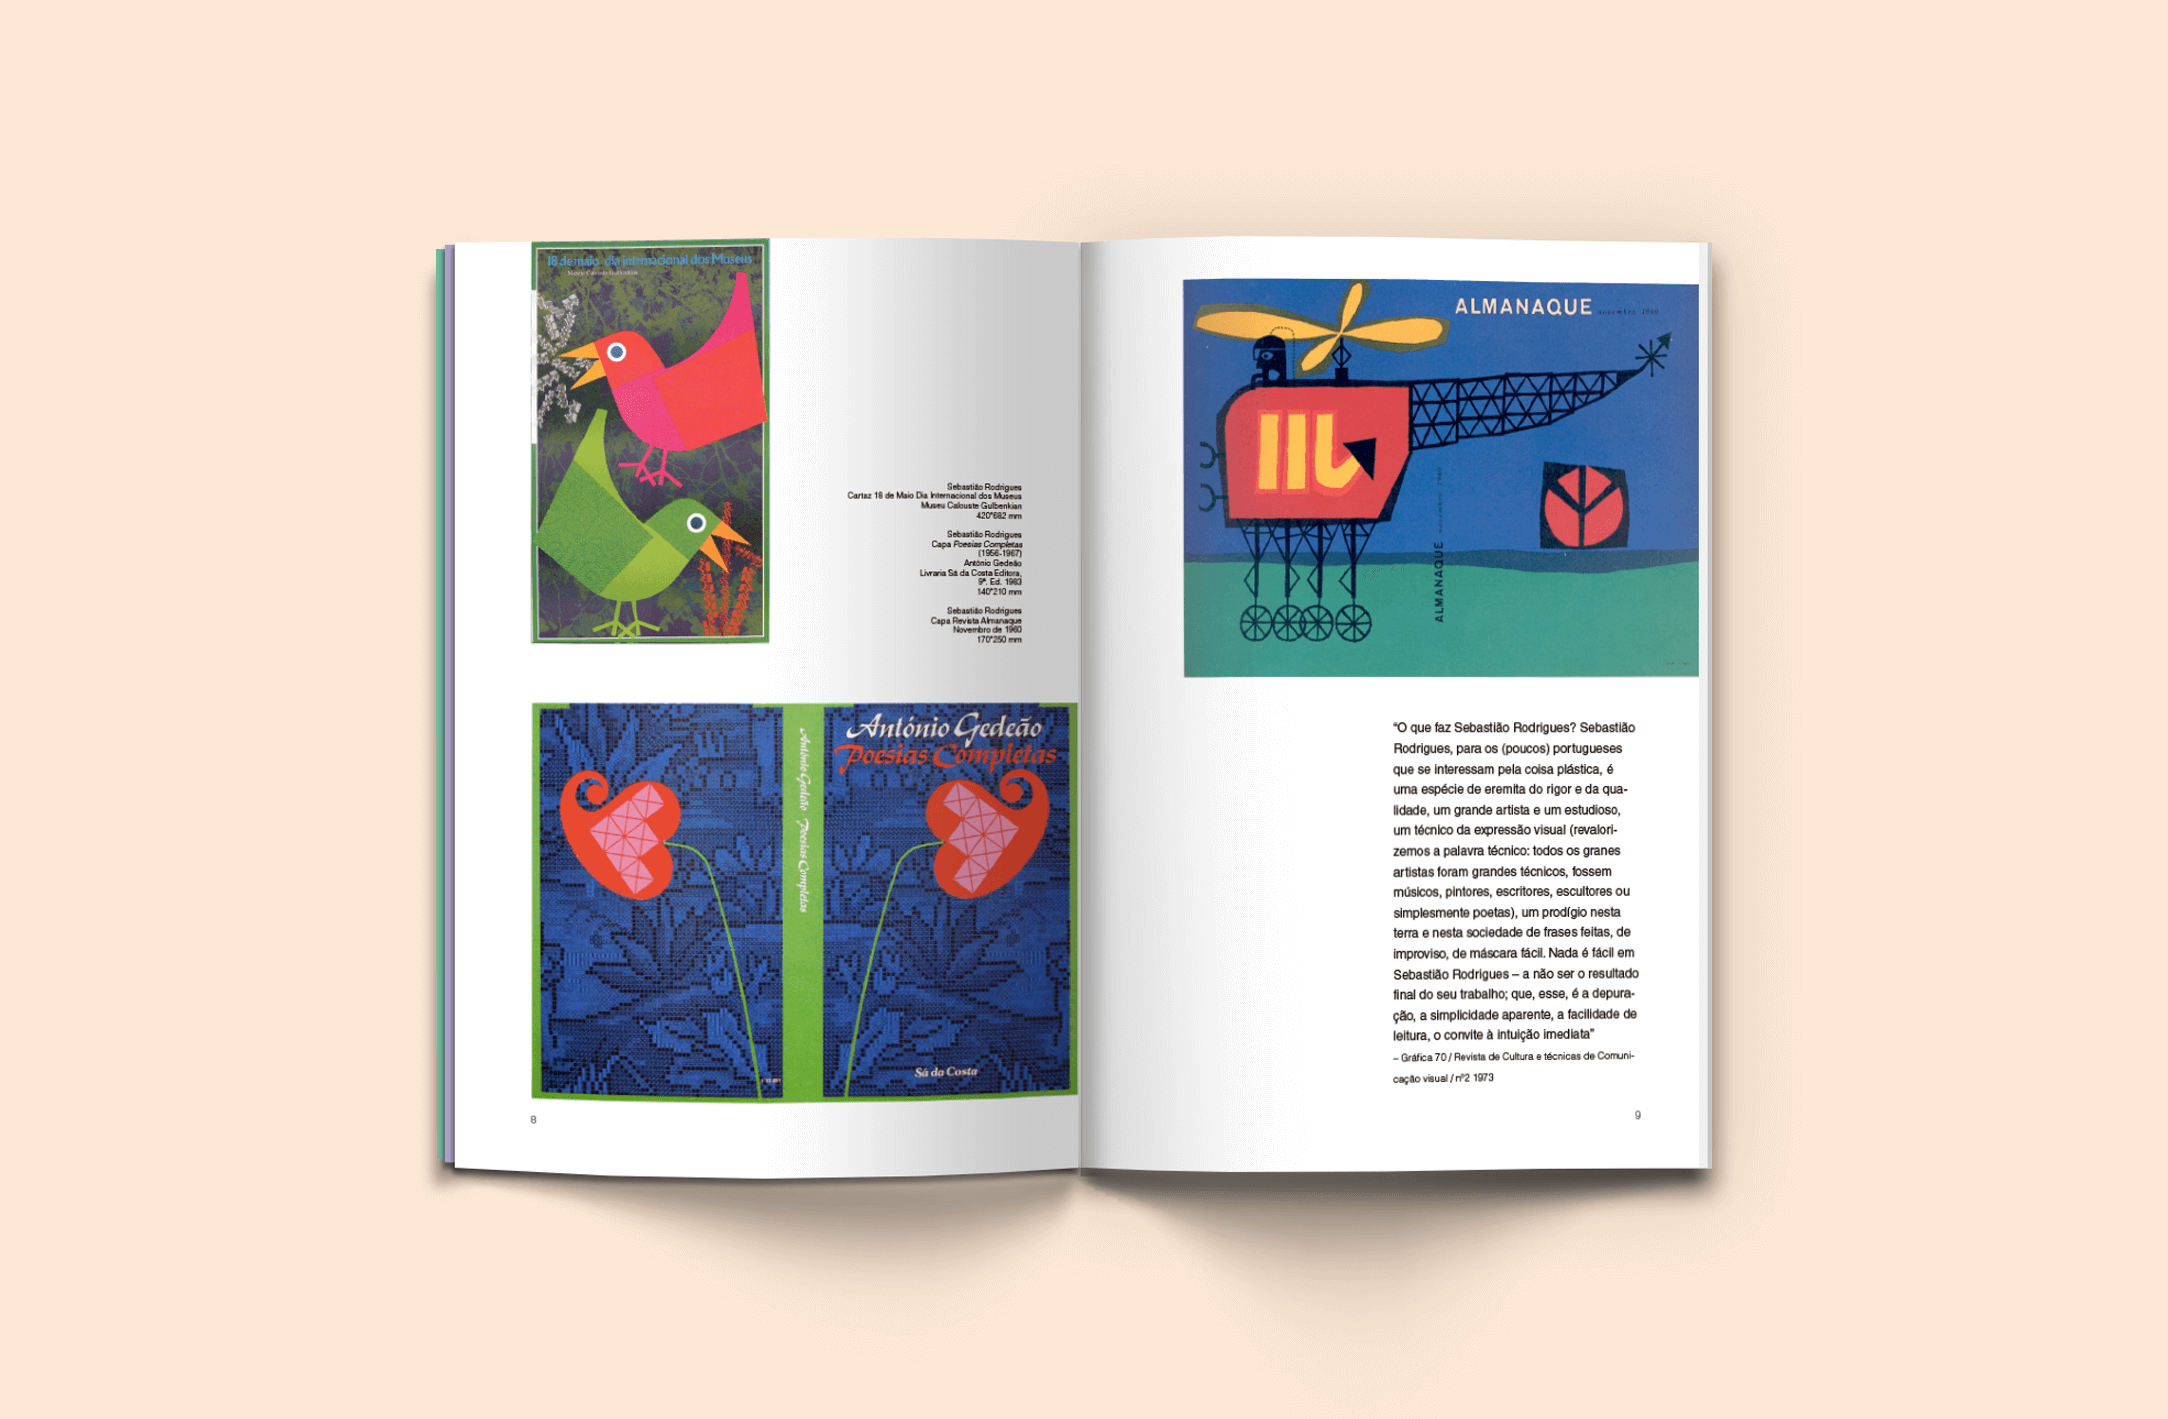 18 de maio dia internacional dos Museus
Museu Calouste Gulbenkian
Sebastião Rodrigues
Cartaz 18 de Maio Dia Internacional dos Museus
Museu Calouste Gulbenkian
420*682 mm
Sebastião Rodrigues
Capa Poesias Completas
(1956-1967)
António Gedeão
Livraria Sá da Costa Editora,
9ª. Ed. 1983
140*210 mm
Sebastião Rodrigues
Capa Revista Almanaque
Novembro de 1960
170*250 mm
António Gedeão Poesias Completas
António Gedeão
Poesias Completas
Sá da Costa
8
ALMANAQUE novembro 1960
ALMANAQUE novembro 1960
“O que faz Sebastião Rodrigues? Sebastião
Rodrigues, para os (poucos) portugueses
que se interessam pela coisa plástica, é
uma espécie de eremita do rigor e da qua-
lidade, um grande artista e um estudioso,
um técnico da expressão visual (revalori-
zemos a palavra técnico: todos os granes
artistas foram grandes técnicos, fossem
músicos, pintores, escritores, escultores ou
simplesmente poetas), um prodígio nesta
terra e nesta sociedade de frases feitas, de
improviso, de máscara fácil. Nada é fácil em
Sebastião Rodrigues – a não ser o resultado
final do seu trabalho; que, esse, é a depura-
ção, a simplicidade aparente, a facilidade de
leitura, o convite à intuição imediata”
– Gráfica 70 / Revista de Cultura e técnicas de Comuni-
cação visual / nº2 1973
9